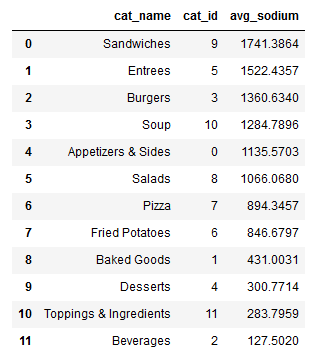 cat_name cat_id avg_sodium
0 Sandwiches 9 1741.3864
1 Entrees 5 1522.4357
2 Burgers 3 1360.6340
3 Soup 10 1284.7896
4 Appetizers & Sides 0 1135.5703
5 Salads 8 1066.0680
6 Pizza 7 894.3457
7 Fried Potatoes 6 846.6797
8 Baked Goods 1 431.0031
9 Desserts 4 300.7714
10 Toppings & Ingredients 11 283.7959
11 Beverages 2 127.5020